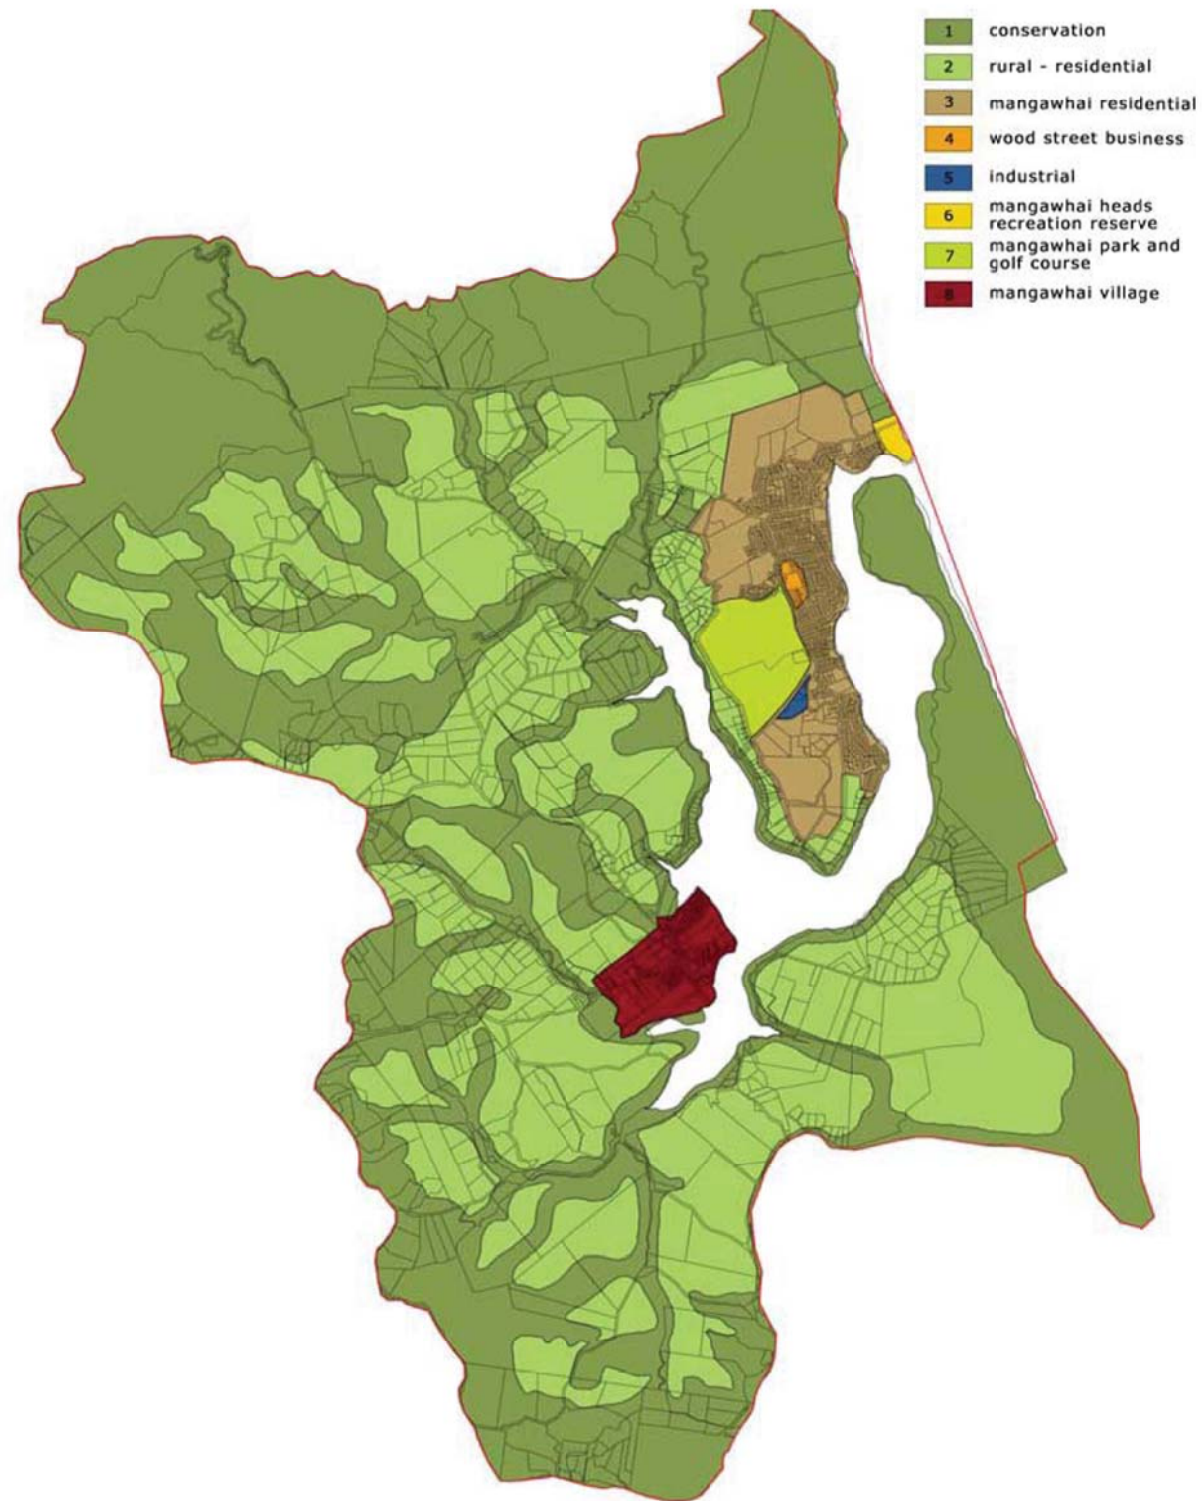 1 conservation
2 rural - residential
3 mangawhai residential
4 wood street business
5 industrial
6 mangawhai heads
recreation reserve
7 mangawhai park and
golf course
8 mangawhai village